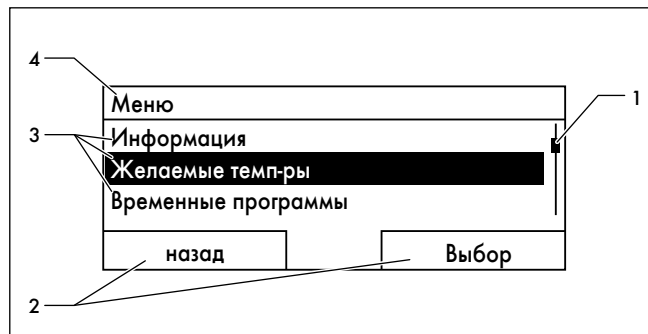 4
Меню
1
3
Информация
Желаемые темп-ры
Временные программы
назад
Выбор
2